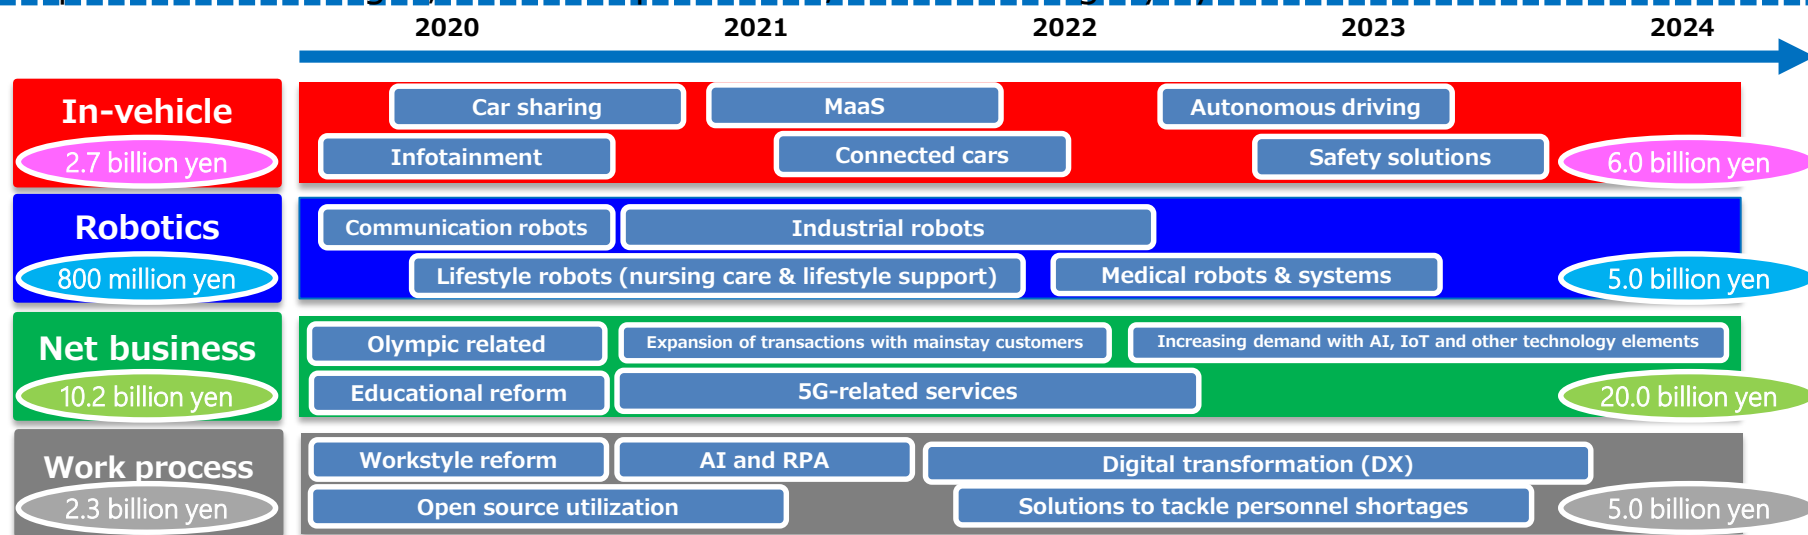 2020 2021 2022 2023 2024
In-vehicle
2.7 billion yen
Car sharing
MaaS
Autonomous driving
Infotainment
Connected cars
Safety solutions
6.0 billion yen
Robotics
800 million yen
Communication robots
Industrial robots
Lifestyle robots (nursing care & lifestyle support)
Medical robots & systems
5.0 billion yen
Net business
10.2 billion yen
Olympic related
Expansion of transactions with mainstay customers
Increasing demand with AI, IoT and other technology elements
Educational reform
5G-related services
20.0 billion yen
Work process
2.3 billion yen
Workstyle reform
AI and RPA
Digital transformation (DX)
Open source utilization
Solutions to tackle personnel shortages
5.0 billion yen